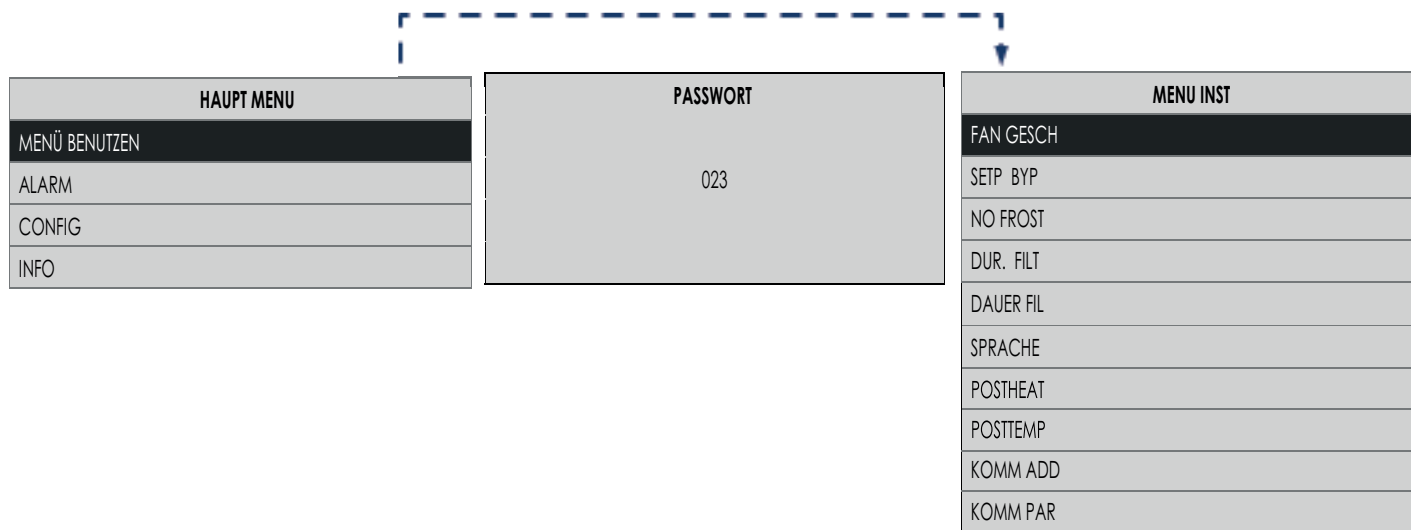 HAUPT MENU
MENÜ BENUTZEN
ALARM
CONFIG
INFO
PASSWORT
023
MENU INST
FAN GESCH
SETP BYP
NO FROST
DUR. FILT
DAUER FIL
SPRACHE
POSTHEAT
POSTTEMP
KOMM ADD
KOMM PAR